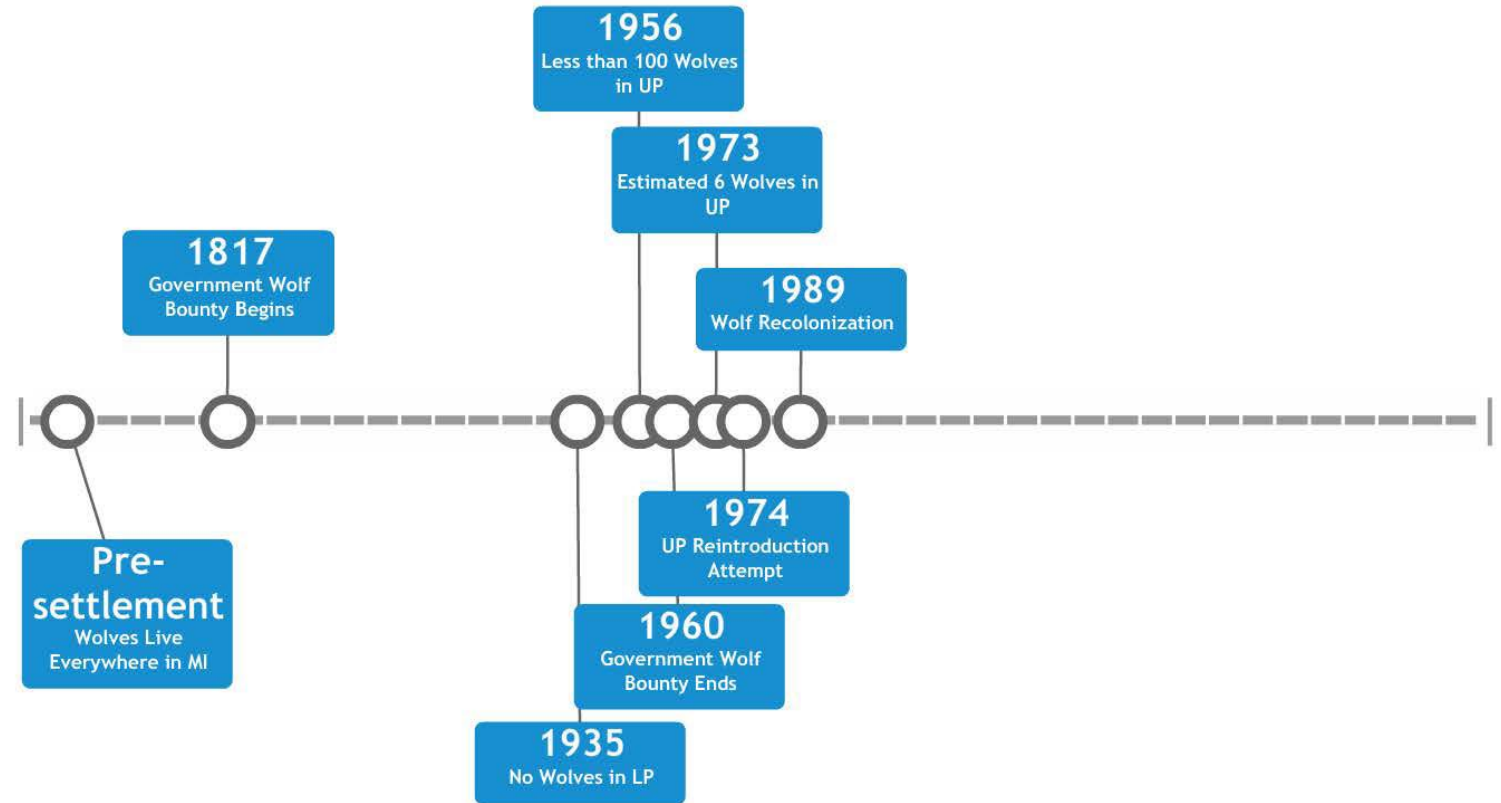 1956
Less than 100 Wolves
in UP
1973
Estimated 6 Wolves in
UP
1817
Government Wolf
Bounty Begins
1989
Wolf Recolonization
1974
UP Reintroduction
Attempt
Pre-
settlement
Wolves Live
Everywhere in MI
1960
Government Wolf
Bounty Ends
1935
No Wolves in LP